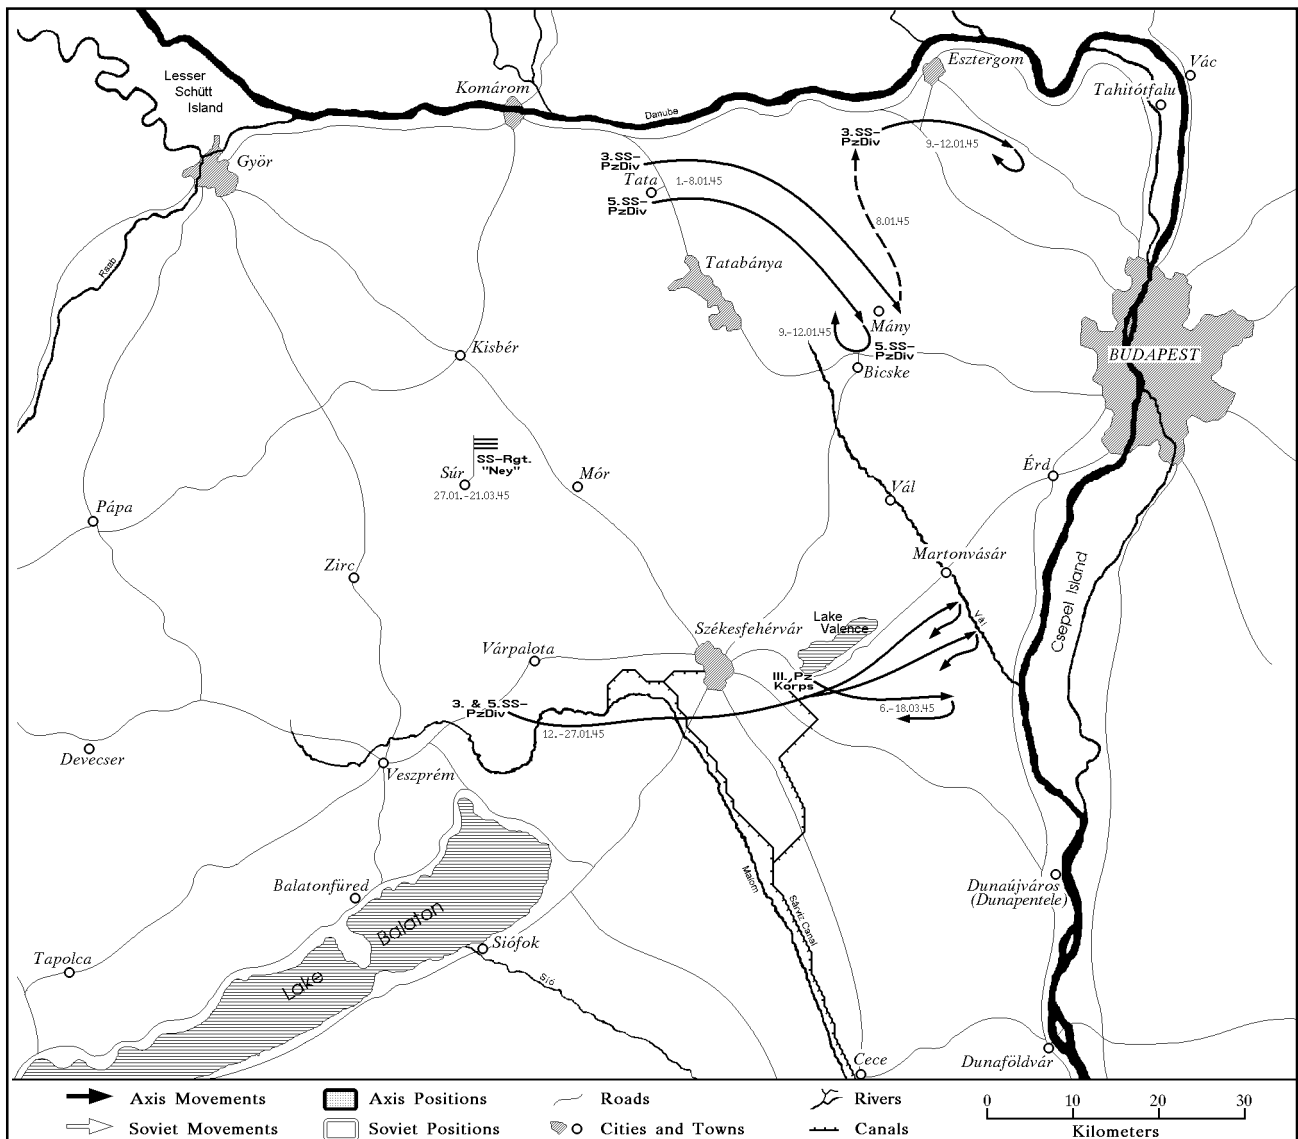 Lesser
Schütt
Island
Komárom
Danube
Esztergom
Vác
Tahitótfalu
Györ
3.SS-
PzDiv
Tata
1.-8.01.45
5.SS-
PzDiv
3.SS-
PzDiv
9.-12.01.45
8.01.45
Raab
Tatabánya
9.-12.01.45
Mány
5.SS-
PzDiv
Bicske
BUDAPEST
Kisbér
SS-Rgt.
"Ney"
Súr
27.01.-21.03.45
Mór
Érd
Vál
Pápa
Zirc
Martonvásár
Csepel Island
Lake
Valence
Vál
Székesfehérvár
Várpalota
III. Pz
Korps
3. & 5.SS-
PzDiv
12.-27.01.45
6.-18.03.45
Devecser
Veszprém
Balatonfüred
Malom
Sárviz Canal
Dunaújváros
(Dunapentele)
Lake Balaton
Siófok
Sió
Tapolca
Cece
Dunaföldvár
Axis Movements
Axis Positions
Roads
Rivers
0 10 20 30
Soviet Movements
Soviet Positions
Cities and Towns
Canals
Kilometers